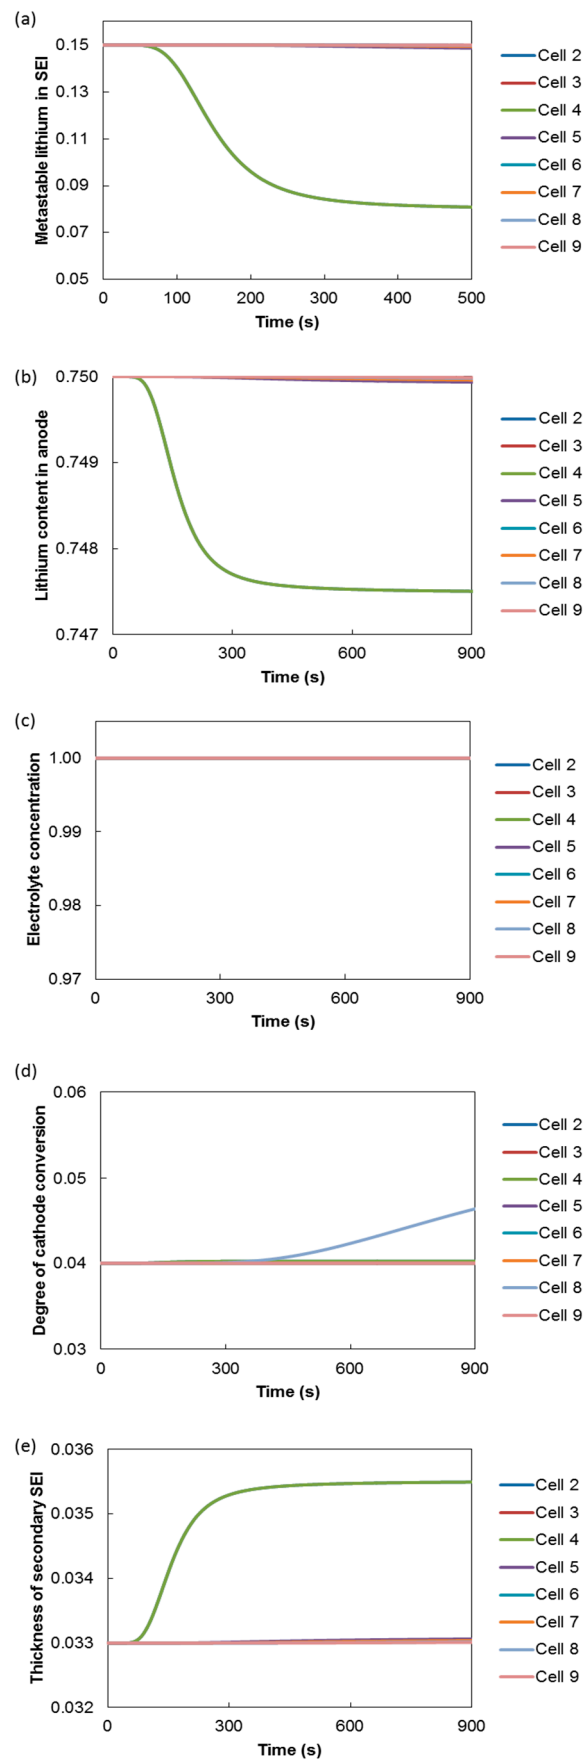 (a)
Metastable lithium in SEI
0.15
0.13
0.11
0.09
0.07
0.05
0
100
200
300
400
500
Time (s)
Cell 2
Cell 3
Cell 4
Cell 5
Cell 6
Cell 7
Cell 8
Cell 9
(b)
Lithium content in anode
0.750
0.749
0.748
0.747
0
300
600
900
Time (s)
Cell 2
Cell 3
Cell 4
Cell 5
Cell 6
Cell 7
Cell 8
Cell 9
(c)
Electrolyte concentration
1.00
0.99
0.98
0.97
0
300
600
900
Time (s)
Cell 2
Cell 3
Cell 4
Cell 5
Cell 6
Cell 7
Cell 8
Cell 9
(d)
Degree of cathode conversion
0.06
0.05
0.04
0.03
0
300
600
900
Time (s)
Cell 2
Cell 3
Cell 4
Cell 5
Cell 6
Cell 7
Cell 8
Cell 9
(e)
Thickness of secondary SEI
0.036
0.035
0.034
0.033
0.032
0
300
600
900
Time (s)
Cell 2
Cell 3
Cell 4
Cell 5
Cell 6
Cell 7
Cell 8
Cell 9